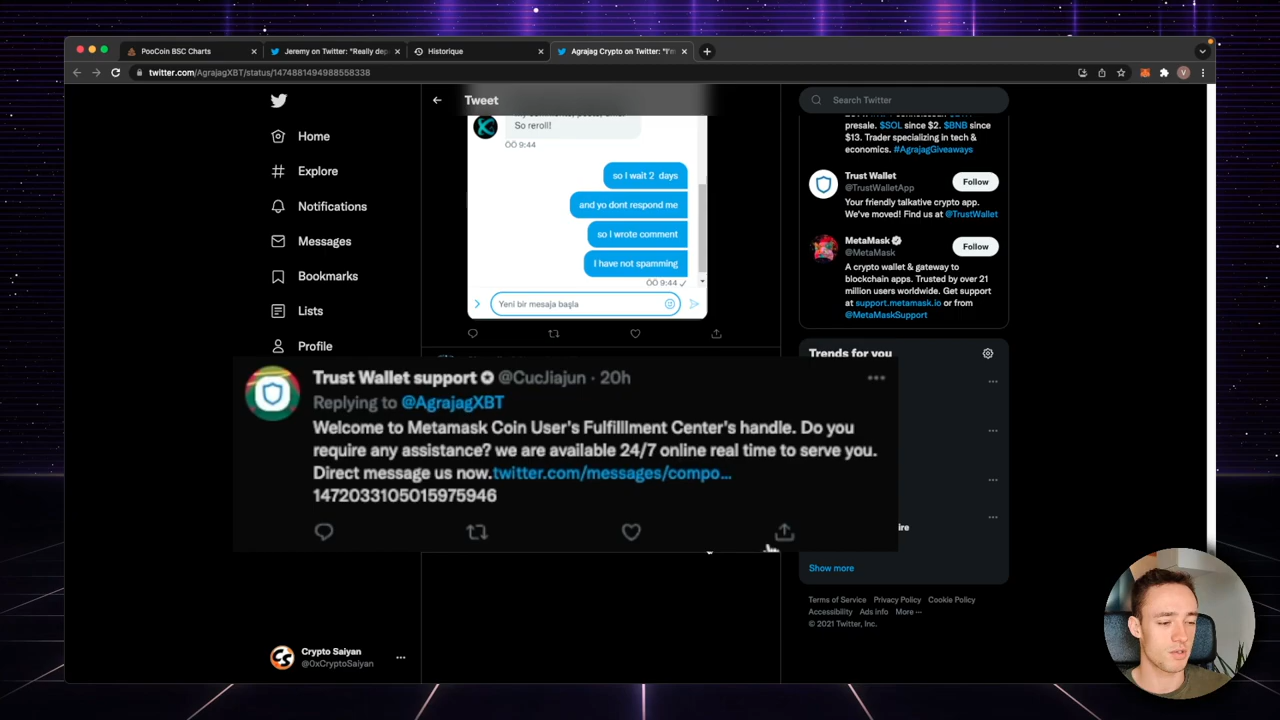 PooCoin BSC Charts
Jeremy on Twitter: "Really dep
Historique
Agrajag Crypto on Twitter: "I'm
twitter.com/AgrajagXBT/status/1474881494988558338
V
Home
Explore
Notifications
Messages
Bookmarks
Lists
Profile
Crypto Saiyan
@0xCryptoSaiyan
Tweet
So reroll!
ÖÖ 9:44
so I wait 2 days
and yo dont respond me
so I wrote comment
I have not spamming
ÖÖ 9:44
Yeni bir mesaja başla
Trust Wallet support @CucJiajun · 20h
Replying to @AgrajagXBT
Welcome to Metamask Coin User's Fulfilllment Center's handle. Do you
require any assistance? we are available 24/7 online real time to serve you.
Direct message us now.twitter.com/messages/compo…
1472033105015975946
Search Twitter
presale. $SOL since $2. $BNB since
$13. Trader specializing in tech &
economics. #AgrajagGiveaways
Trust Wallet
@TrustWalletApp
Follow
Your friendly talkative crypto app.
We've moved! Find us at @TrustWallet
MetaMask
@MetaMask
Follow
A crypto wallet & gateway to
blockchain apps. Trusted by over 21
million users worldwide. Get support
at support.metamask.io or from
@MetaMaskSupport
Trends for you
ire
Show more
Terms of Service Privacy Policy Cookie Policy
Accessibility Ads info More ···
© 2021 Twitter, Inc.